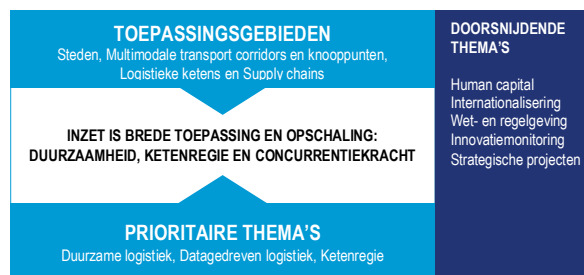 TOEPASSINGSGEBIEDEN
Steden, Multimodale transport corridors en knooppunten,
Logistieke ketens en Supply chains
INZET IS BREDE TOEPASSING EN OPSCHALING:
DUURZAAMHEID, KETENREGIE EN CONCURRENTIEKRACHT
PRIORITAIRE THEMA'S
Duurzame logistiek, Datagedreven logistiek, Ketenregie
DOORSNIJDENDE
THEMA'S
Human capital
Internationalisering
Wet- en regelgeving
Innovatiemonitoring
Strategische projecten